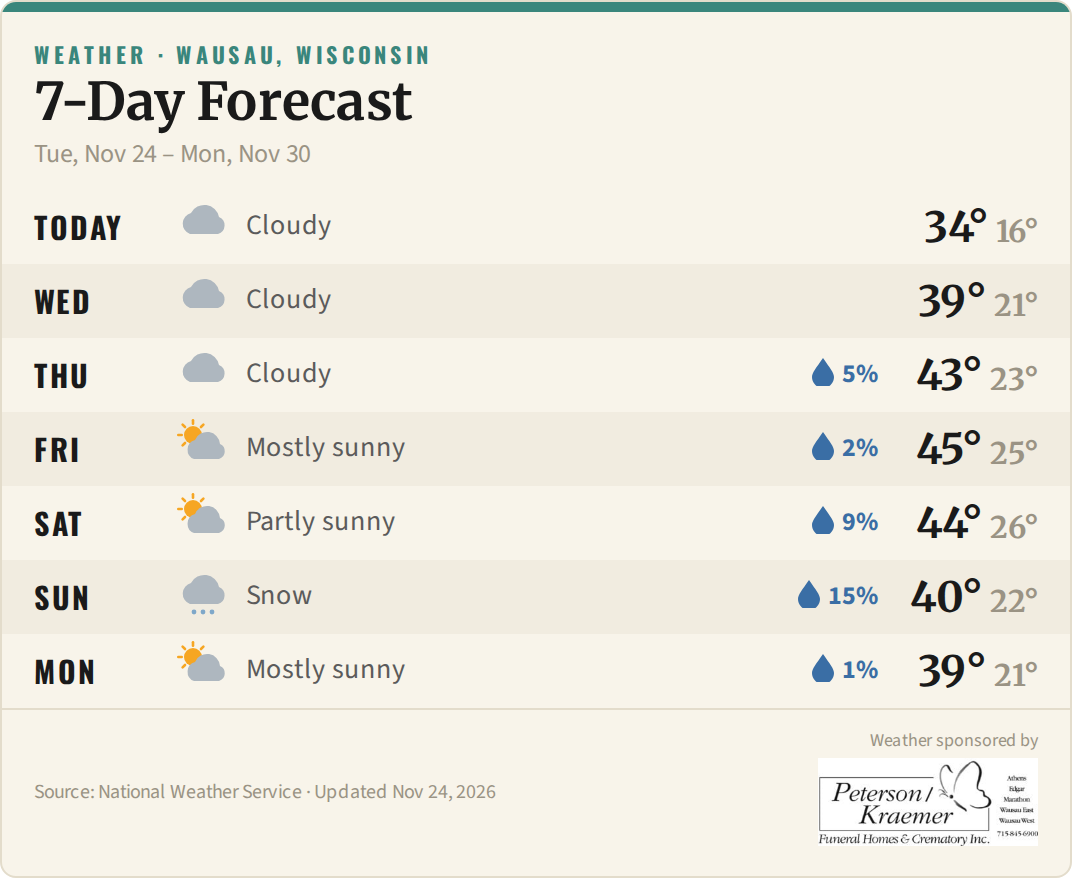 WEATHER · WAUSAU, WISCONSIN
7-Day Forecast
Tue, Nov 24 – Mon, Nov 30
TODAY Cloudy 34° 16°
WED Cloudy 39° 21°
THU Cloudy 5% 43° 23°
FRI Mostly sunny 2% 45° 25°
SAT Partly sunny 9% 44° 26°
SUN Snow 15% 40° 22°
MON Mostly sunny 1% 39° 21°
Weather sponsored by
Source: National Weather Service · Updated Nov 24, 2026
Peterson/
Kraemer
Funeral Homes & Crematory Inc.
Athens
Edgar
Marathon
Wausau East
Wausau West
715-845-6900